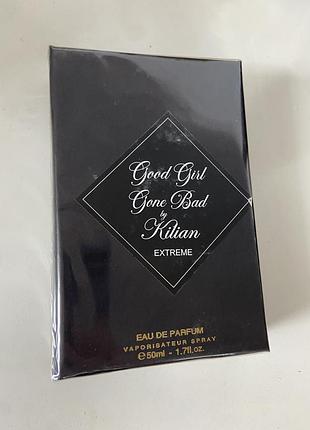 Good Girl
Gone Bad
by
Kilian
EXTREME
EAU DE PARFUM
VAPORISATEUR SPRAY
℮50ml - 1.7fl.oz.